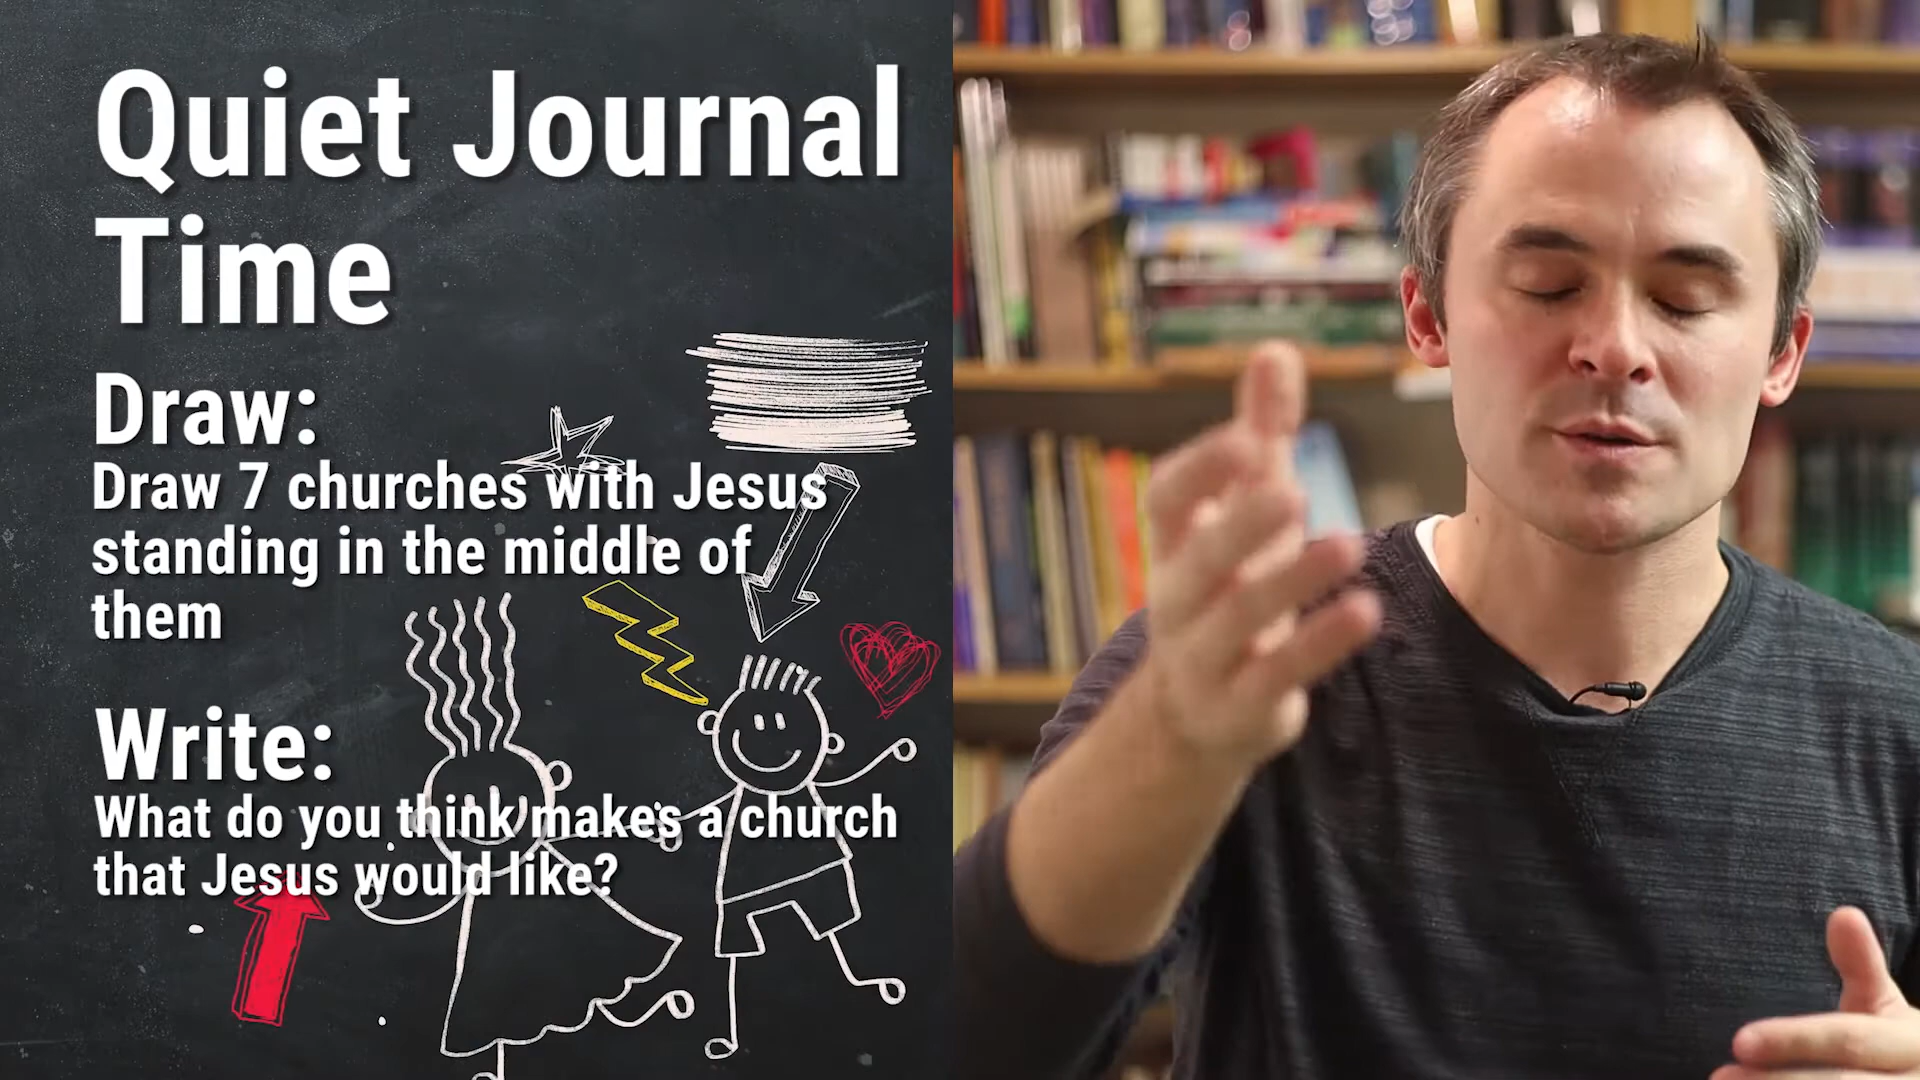 Quiet Journal
Time
Draw:
Draw 7 churches with Jesus
standing in the middle of
them
Write:
What do you think makes a church
that Jesus would like?